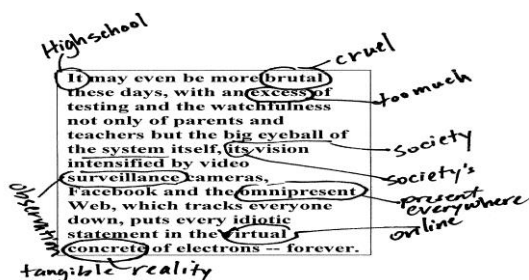 Highschool
cruel
It may even be more brutal
these days, with an excess of
too much
testing and the watchfulness
not only of parents and
teachers but the big eyeball of
the system itself, its vision
society
intensified by video
society's
surveillance cameras,
Facebook and the omnipresent
present everywhere
Web, which tracks everyone
down, puts every idiotic
online
statement in the virtual
observation
concrete of electrons -- forever.
tangible reality